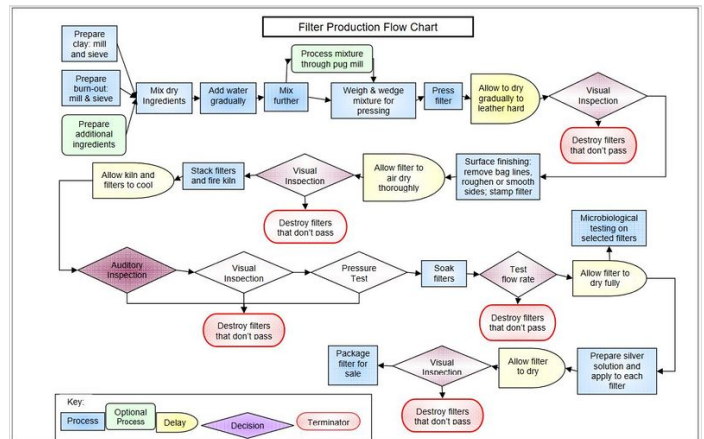 Filter Production Flow Chart
Prepare
clay: mill
and sieve
Prepare
burn-out:
mill & sieve
Prepare
additional
ingredients
Mix dry
Ingredients
Add water
gradually
Mix
further
Process mixture
through pug mill
Weigh & wedge
mixture for
pressing
Press
filter
Allow to dry
gradually to
leather hard
Visual
Inspection
Destroy filters
that don't pass
Surface finishing:
remove bag lines,
roughen or smooth
sides; stamp filter
Allow filter to
air dry
thoroughly
Visual
Inspection
Destroy filters
that don't pass
Stack filters
and fire kiln
Allow kiln and
filters to cool
Auditory
Inspection
Visual
Inspection
Pressure
Test
Destroy filters
that don't pass
Soak
filters
Test
flow rate
Destroy filters
that don't pass
Allow filter to
dry fully
Microbiological
testing on
selected filters
Prepare silver
solution and
apply to each
filter
Allow filter
to dry
Visual
Inspection
Destroy filters
that don't pass
Package
filter for
sale
Key:
Process
Optional
Process
Delay
Decision
Terminator